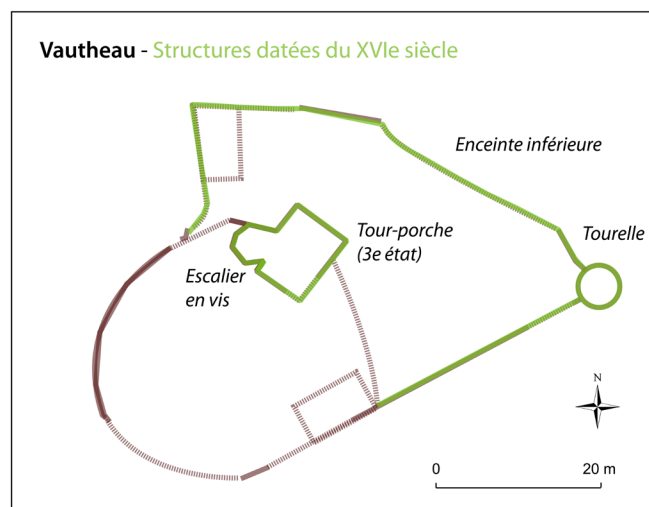 Vautheau - Structures datées du XVIe siècle
Enceinte inférieure
Tour-porche
(3e état)
Tourelle
Escalier
en vis
N
0 20 m